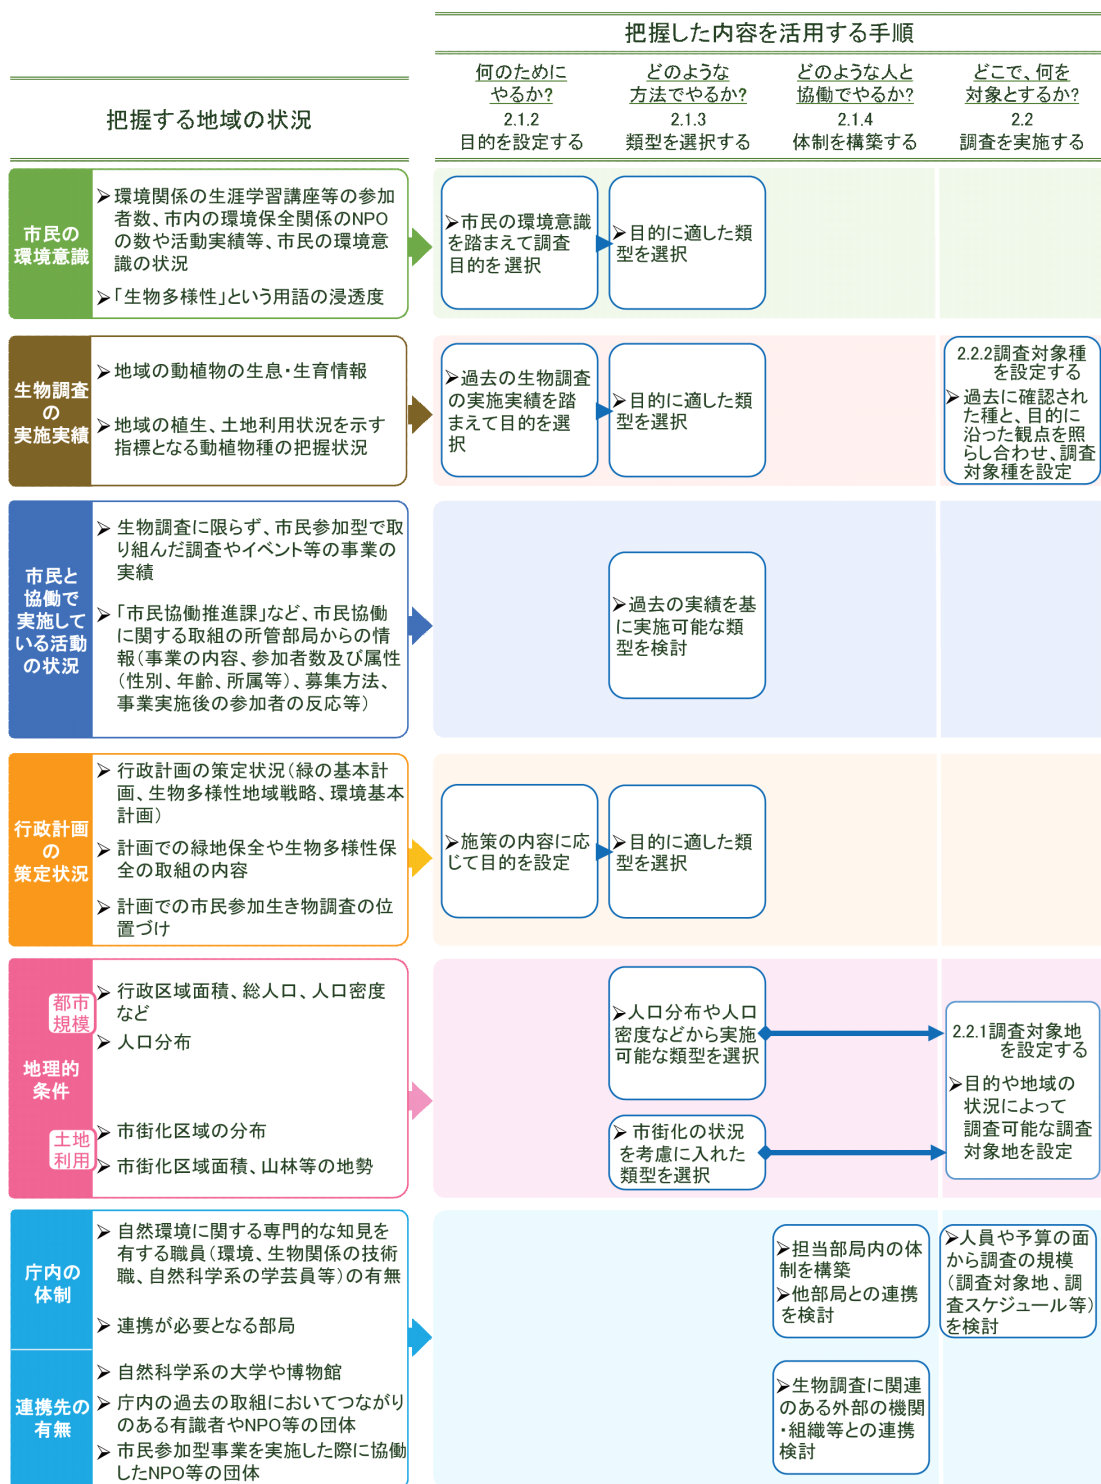 把握した内容を活用する手順
把握する地域の状況
何のために
やるか?
2.1.2
目的を設定する
どのような
方法でやるか?
2.1.3
類型を選択する
どのような人と
協働でやるか?
2.1.4
体制を構築する
どこで、何を
対象とするか?
2.2
調査を実施する
市民の
環境意識
➢環境関係の生涯学習講座等の参加
者数、市内の環境保全関係のNPO
の数や活動実績等、市民の環境意
識の状況
➢「生物多様性」という用語の浸透度
➢市民の環境意識
を踏まえて調査
目的を選択
➢目的に適した類
型を選択
生物調査
の
実施実績
➢地域の動植物の生息・生育情報
➢地域の植生、土地利用状況を示す
指標となる動植物種の把握状況
➢過去の生物調査
の実施実績を踏
まえて目的を選
択
➢目的に適した類
型を選択
2.2.2調査対象種
を設定する
➢過去に確認され
た種と、目的に
沿った観点を照
らし合わせ、調査
対象種を設定
市民と
協働で
実施して
いる活動
の状況
➢生物調査に限らず、市民参加型で取
り組んだ調査やイベント等の事業の
実績
➢「市民協働推進課」など、市民協働
に関する取組の所管部局からの情
報(事業の内容、参加者数及び属性
(性別、年齢、所属等)、募集方法、
事業実施後の参加者の反応等)
➢過去の実績を基
に実施可能な類
型を検討
行政計画
の
策定状況
➢行政計画の策定状況(緑の基本計
画、生物多様性地域戦略、環境基本
計画)
➢計画での緑地保全や生物多様性保
全の取組の内容
➢計画での市民参加生き物調査の位
置づけ
➢施策の内容に応
じて目的を設定
➢目的に適した類
型を選択
地理的
条件
都市
規模
➢行政区域面積、総人口、人口密度
など
➢人口分布
土地
利用
➢市街化区域の分布
➢市街化区域面積、山林等の地勢
➢人口分布や人口
密度などから実施
可能な類型を選択
➢市街化の状況
を考慮に入れた
類型を選択
2.2.1調査対象地
を設定する
➢目的や地域の
状況によって
調査可能な調査
対象地を設定
庁内の
体制
➢自然環境に関する専門的な知見を
有する職員(環境、生物関係の技術
職、自然科学系の学芸員等)の有無
➢連携が必要となる部局
➢担当部局内の体
制を構築
➢他部局との連携
を検討
➢人員や予算の面
から調査の規模
(調査対象地、調
査スケジュール等)
を検討
連携先の
有無
➢自然科学系の大学や博物館
➢庁内の過去の取組においてつながり
のある有識者やNPO等の団体
➢市民参加型事業を実施した際に協働
したNPO等の団体
➢生物調査に関連
のある外部の機関
・組織等との連携
検討